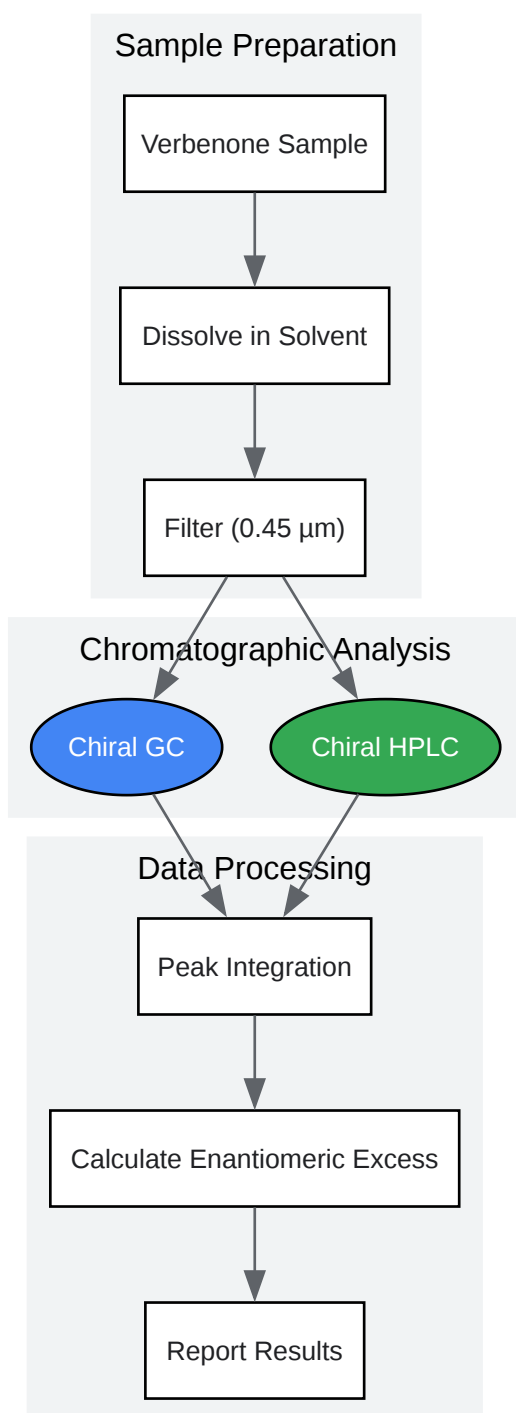 Sample Preparation
Verbenone Sample
Dissolve in Solvent
Filter (0.45 µm)
Chromatographic Analysis
Chiral GC
Chiral HPLC
Data Processing
Peak Integration
Calculate Enantiomeric Excess
Report Results